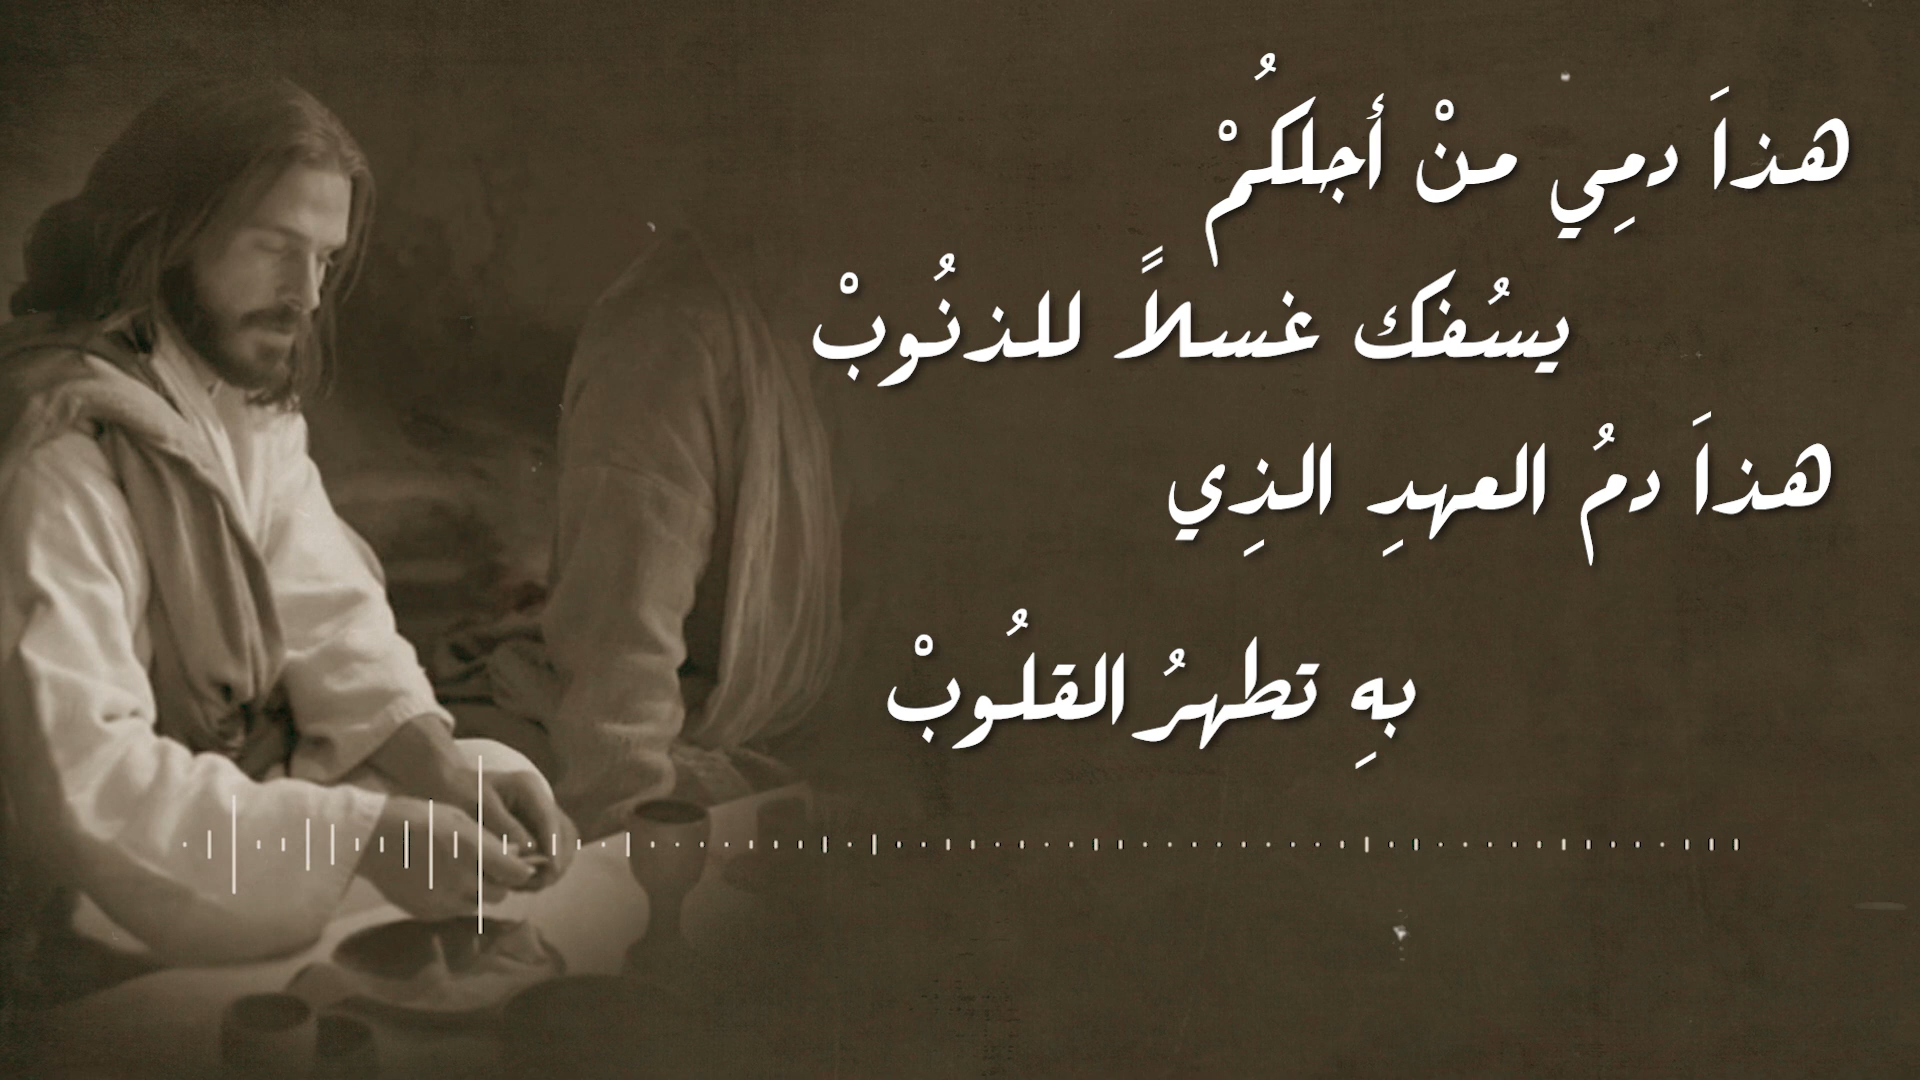 هذاَ دمِي منْ أجلكُمْ
يسُفك غسلاً للذنُوبْ
هذاَ دمُ العهدِ الذِي
بهِ تطهرُ القلُوبْ